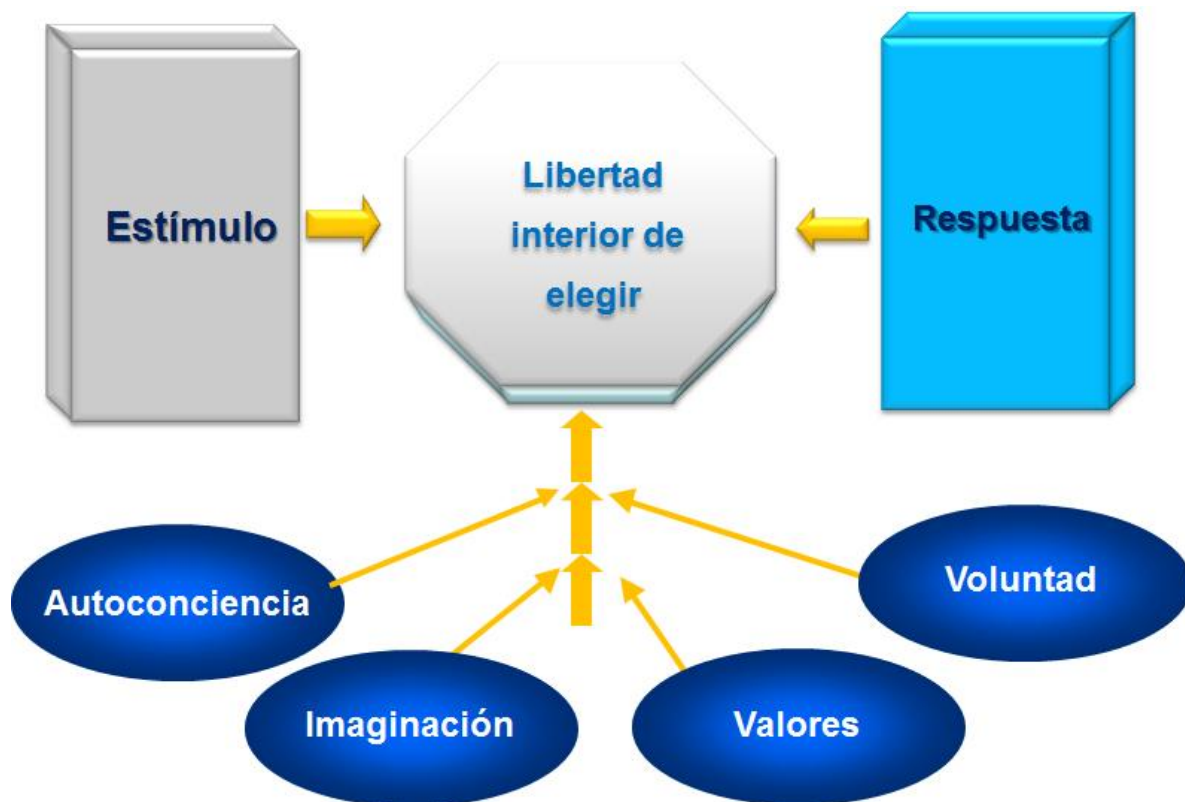 Estímulo
Libertad
interior de
elegir
Respuesta
Autoconciencia
Imaginación
Valores
Voluntad